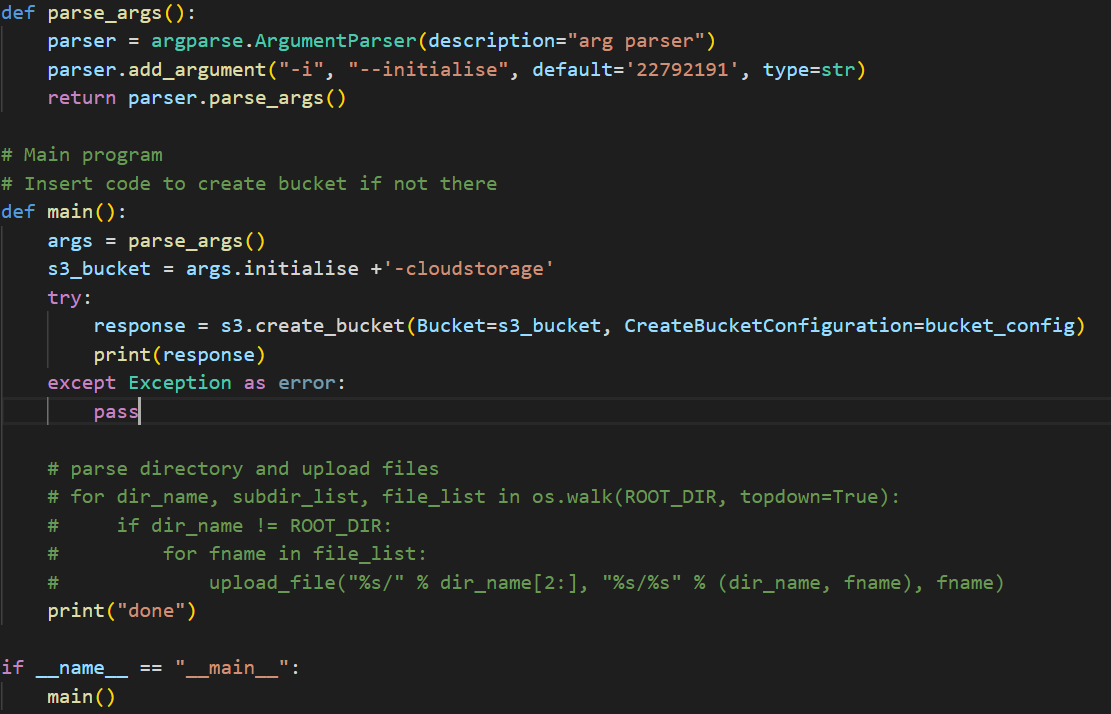 def parse_args():
    parser = argparse.ArgumentParser(description="arg parser")
    parser.add_argument("-i", "--initialise", default='22792191', type=str)
    return parser.parse_args()

# Main program
# Insert code to create bucket if not there
def main():
    args = parse_args()
    s3_bucket = args.initialise +'-cloudstorage'
    try:
        response = s3.create_bucket(Bucket=s3_bucket, CreateBucketConfiguration=bucket_config)
        print(response)
    except Exception as error:
        pass

    # parse directory and upload files
    # for dir_name, subdir_list, file_list in os.walk(ROOT_DIR, topdown=True):
    #     if dir_name != ROOT_DIR:
    #         for fname in file_list:
    #             upload_file("%s/" % dir_name[2:], "%s/%s" % (dir_name, fname), fname)
    print("done")

if __name__ == "__main__":
    main()